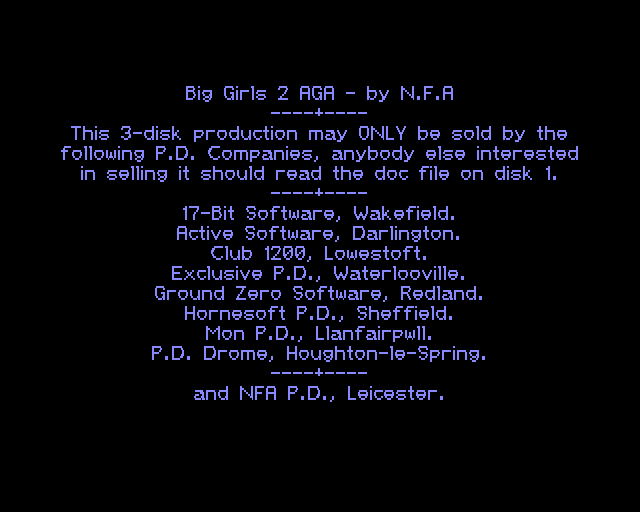 Big Girls 2 AGA - by N.F.A
----+----
This 3-disk production may ONLY be sold by the
following P.D. Companies, anybody else interested
in selling it should read the doc file on disk 1.
----+----
17-Bit Software, Wakefield.
Active Software, Darlington.
Club 1200, Lowestoft.
Exclusive P.D., Waterlooville.
Ground Zero Software, Redland.
Hornesoft P.D., Sheffield.
Mon P.D., Llanfairpwll.
P.D. Drome, Houghton-le-Spring.
----+----
and NFA P.D., Leicester.